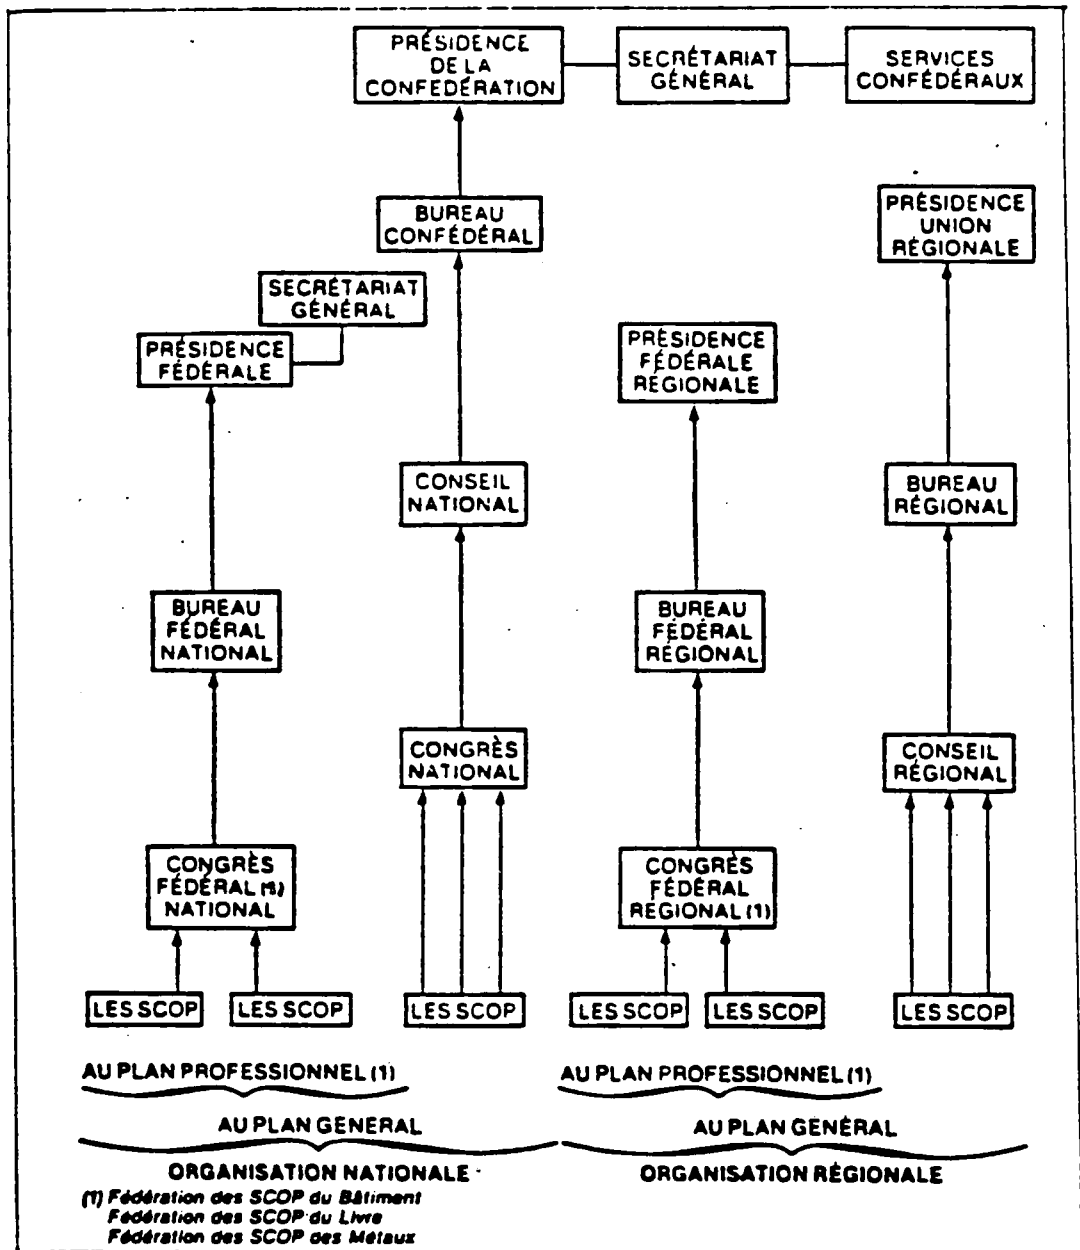 PRÉSIDENCE
DE LA
CONFÉDÉRATION
SECRÉTARIAT
GÉNÉRAL
SERVICES
CONFÉDÉRAUX
BUREAU
CONFÉDÉRAL
PRÉSIDENCE
UNION
RÉGIONALE
SECRÉTARIAT
GÉNÉRAL
PRÉSIDENCE
FÉDÉRALE
PRÉSIDENCE
FÉDÉRALE
RÉGIONALE
CONSEIL
NATIONAL
BUREAU
RÉGIONAL
BUREAU
FÉDÉRAL
NATIONAL
BUREAU
FÉDÉRAL
RÉGIONAL
CONGRÈS
NATIONAL
CONSEIL
RÉGIONAL
CONGRÈS
FÉDÉRAL (1)
NATIONAL
CONGRÈS
FÉDÉRAL
RÉGIONAL (1)
LES SCOP
LES SCOP
LES SCOP
LES SCOP
LES SCOP
LES SCOP
AU PLAN PROFESSIONNEL (1)
AU PLAN PROFESSIONNEL (1)
AU PLAN GENERAL
AU PLAN GÉNÉRAL
ORGANISATION NATIONALE
ORGANISATION RÉGIONALE
(1) Fédération des SCOP du Bâtiment
Fédération des SCOP du Livre
Fédération des SCOP des Métaux